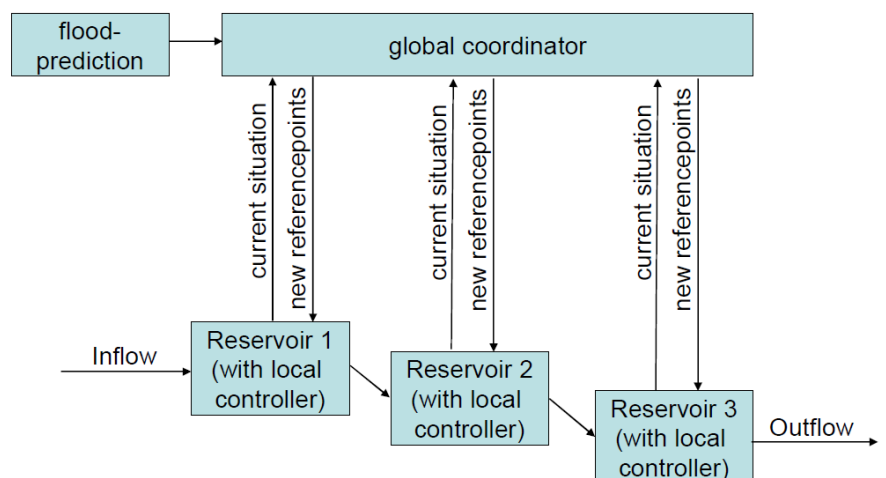 flood-
prediction
global coordinator
current situation
new referencepoints
current situation
new referencepoints
current situation
new referencepoints
Inflow
Reservoir 1
(with local
controller)
Reservoir 2
(with local
controller)
Reservoir 3
(with local
controller)
Outflow